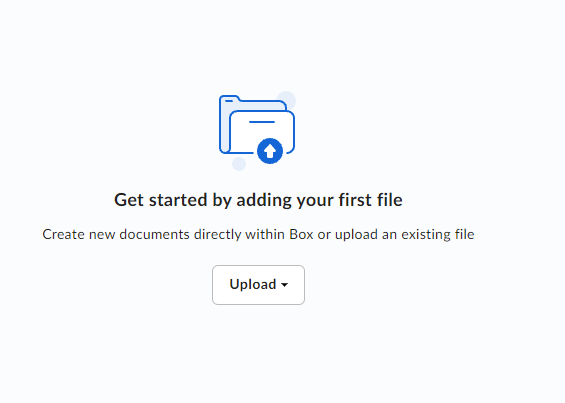 Get started by adding your first file
Create new documents directly within Box or upload an existing file
Upload